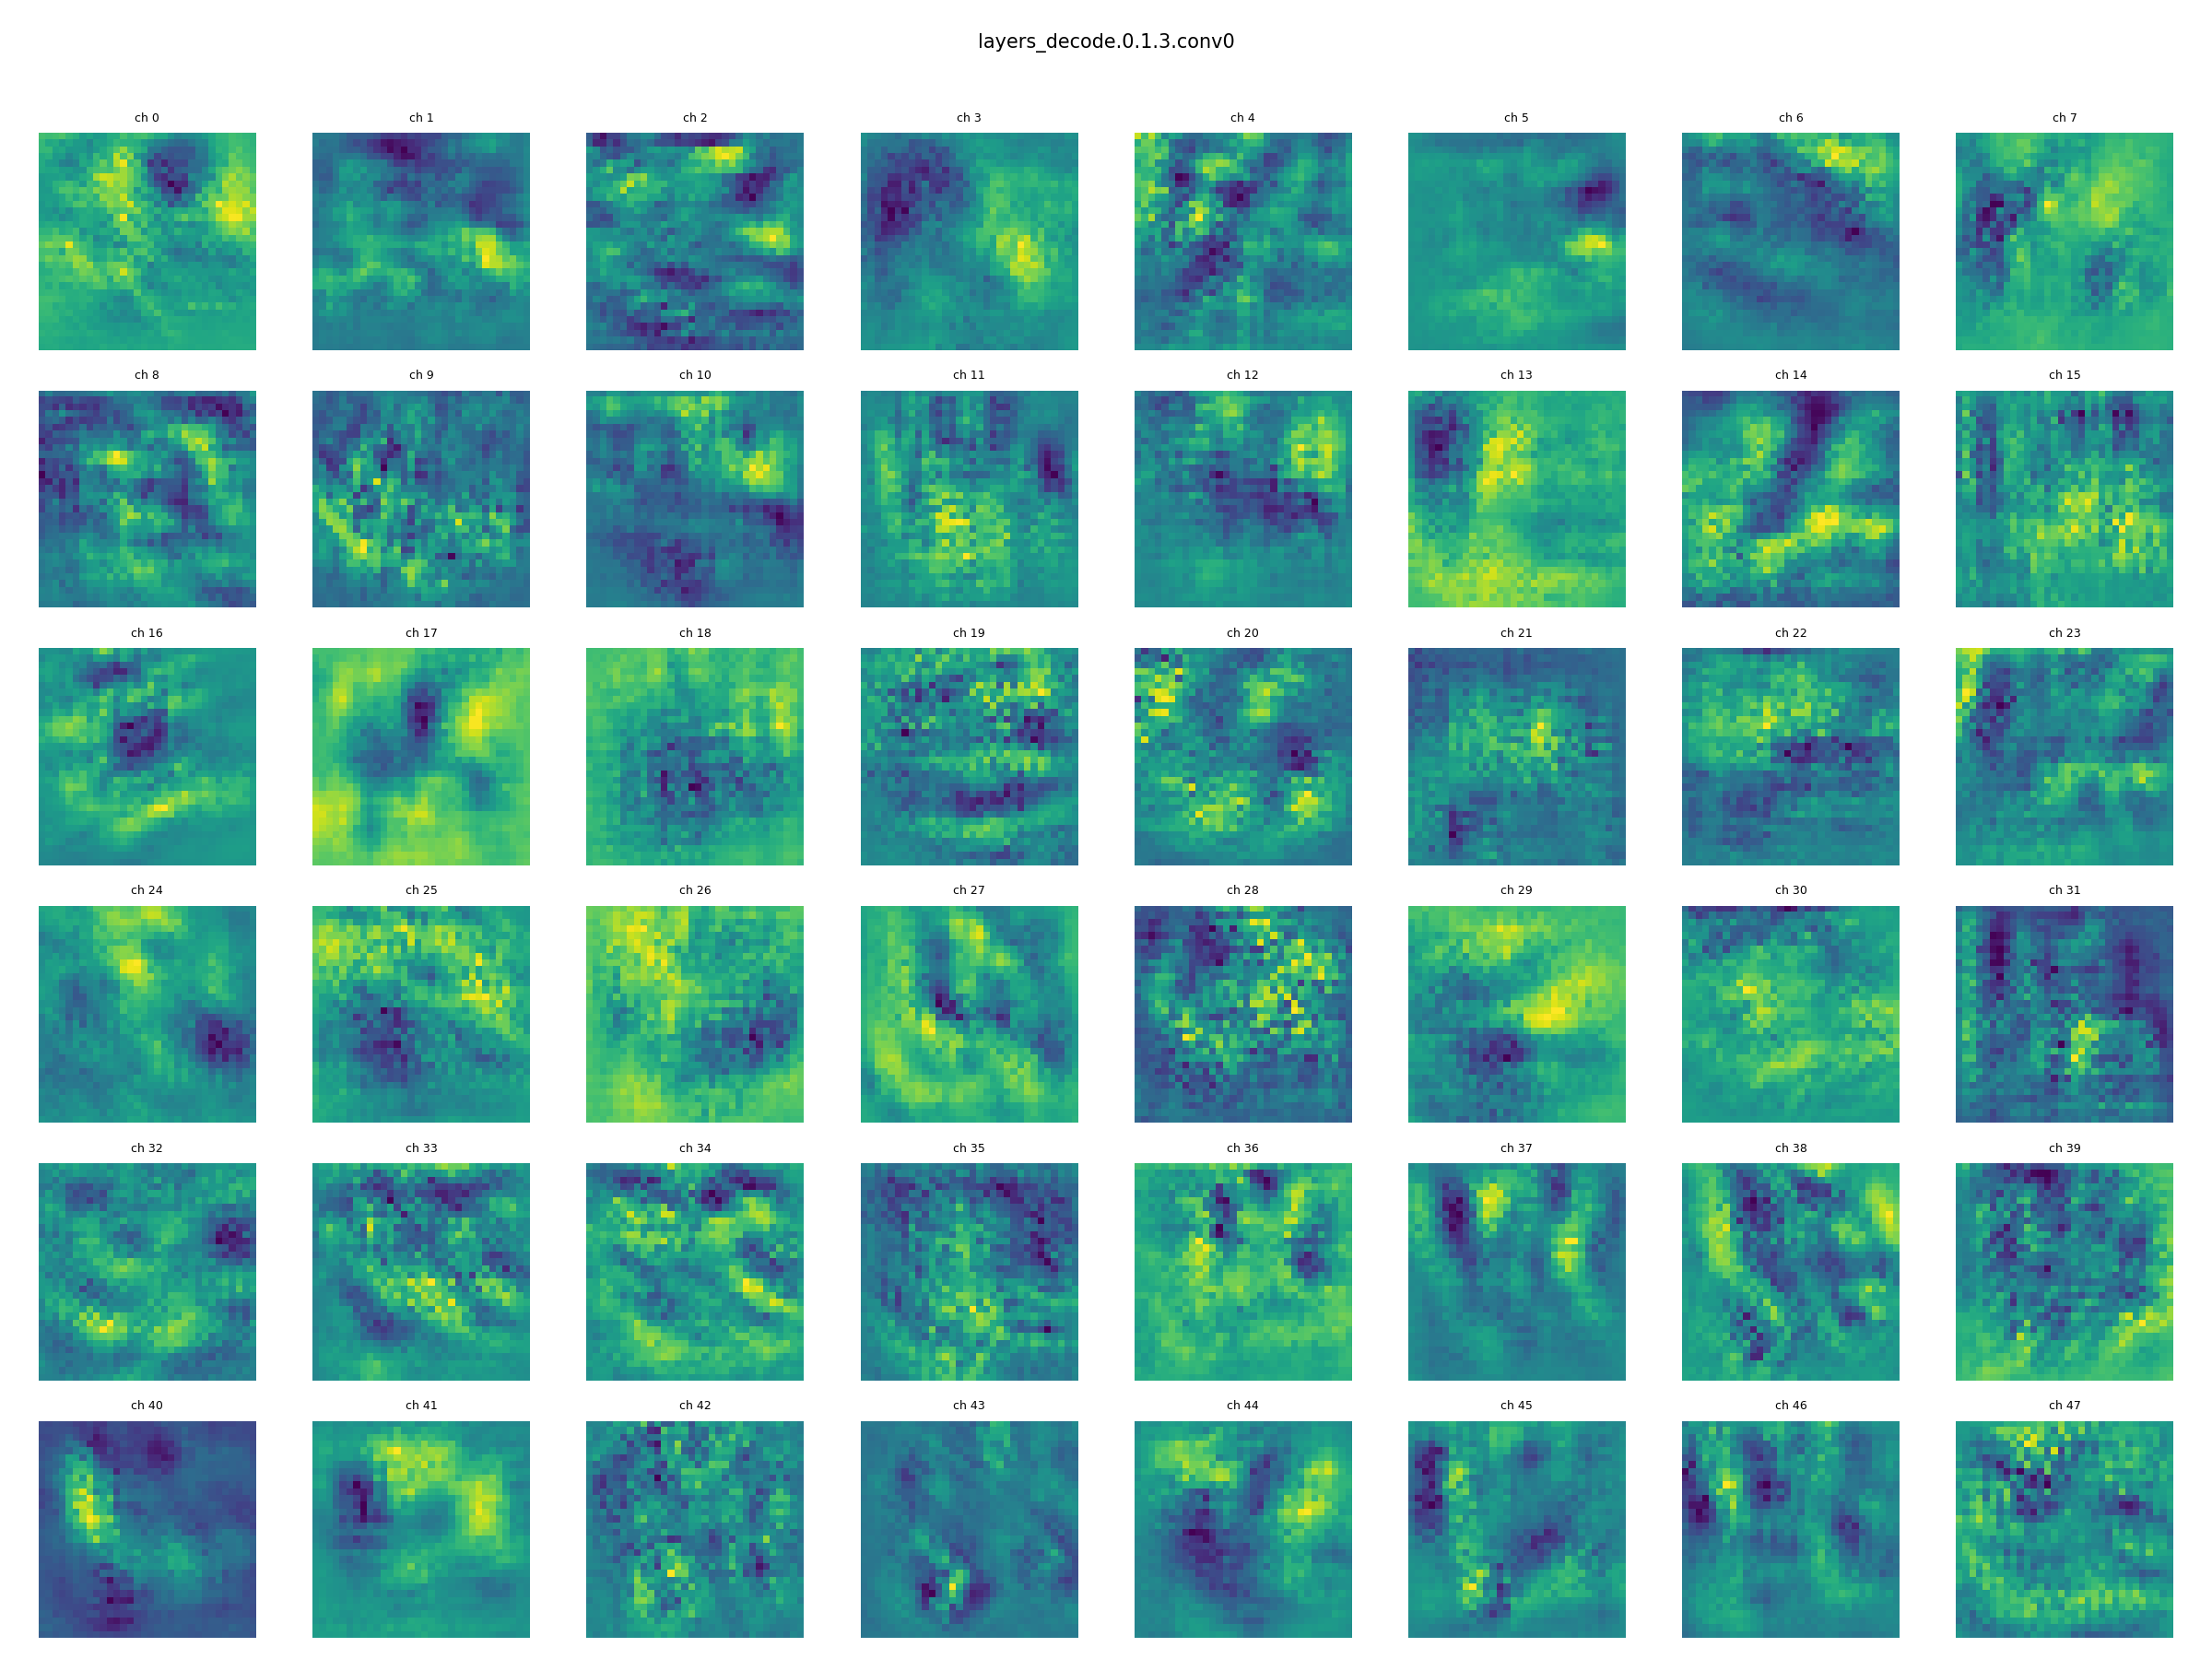 layers_decode.0.1.3.conv0
ch 0 ch 1 ch 2 ch 3 ch 4 ch 5 ch 6 ch 7
ch 8 ch 9 ch 10 ch 11 ch 12 ch 13 ch 14 ch 15
ch 16 ch 17 ch 18 ch 19 ch 20 ch 21 ch 22 ch 23
ch 24 ch 25 ch 26 ch 27 ch 28 ch 29 ch 30 ch 31
ch 32 ch 33 ch 34 ch 35 ch 36 ch 37 ch 38 ch 39
ch 40 ch 41 ch 42 ch 43 ch 44 ch 45 ch 46 ch 47